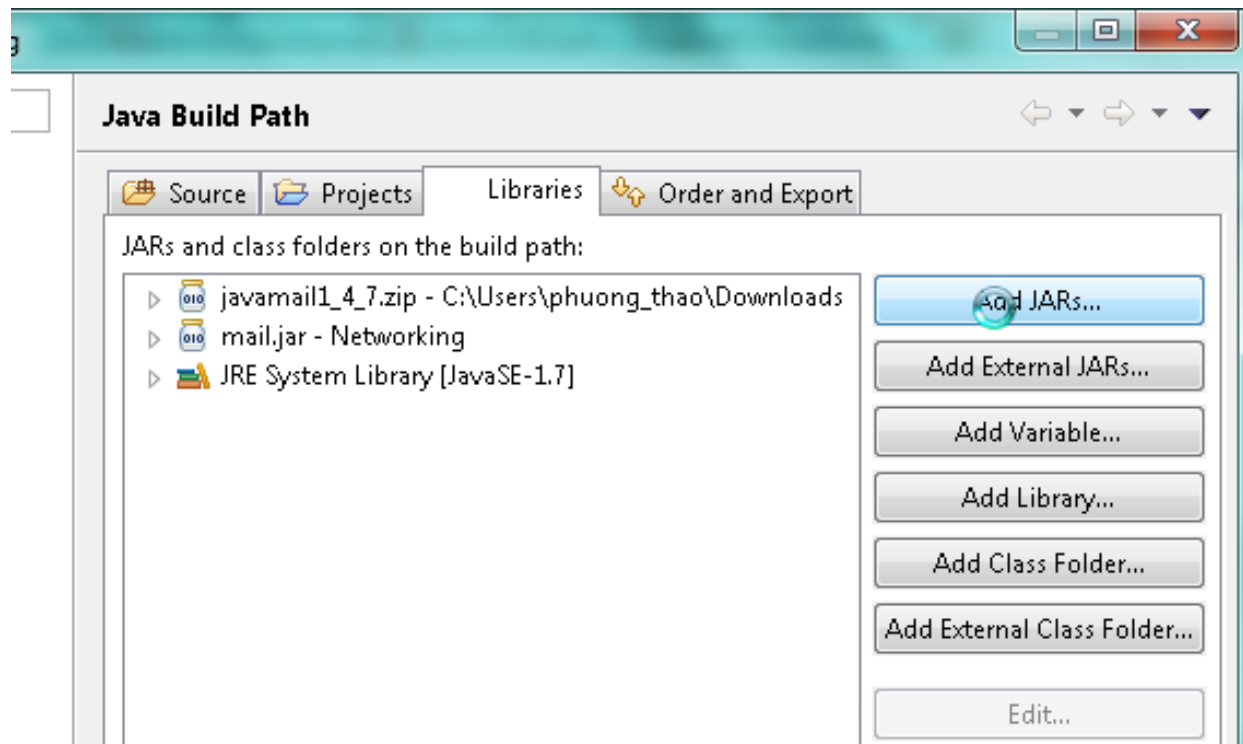 g
Java Build Path
Source Projects Libraries Order and Export
JARs and class folders on the build path:
javamail1_4_7.zip - C:\Users\phuong_thao\Downloads
mail.jar - Networking
JRE System Library [JavaSE-1.7]
Add JARs...
Add External JARs...
Add Variable...
Add Library...
Add Class Folder...
Add External Class Folder...
Edit...